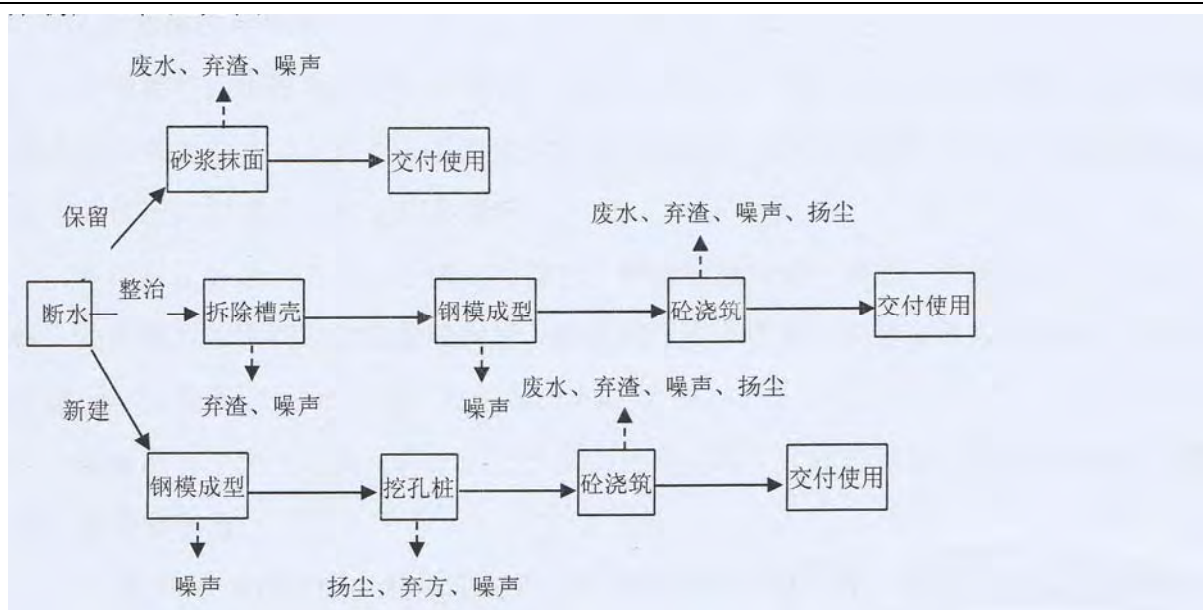 废水、弃渣、噪声
砂浆抹面
交付使用
保留
废水、弃渣、噪声、扬尘
整治
断水
拆除槽壳
钢模成型
砼浇筑
交付使用
弃渣、噪声
噪声
废水、弃渣、噪声、扬尘
新建
钢模成型
挖孔桩
砼浇筑
交付使用
噪声
扬尘、弃方、噪声